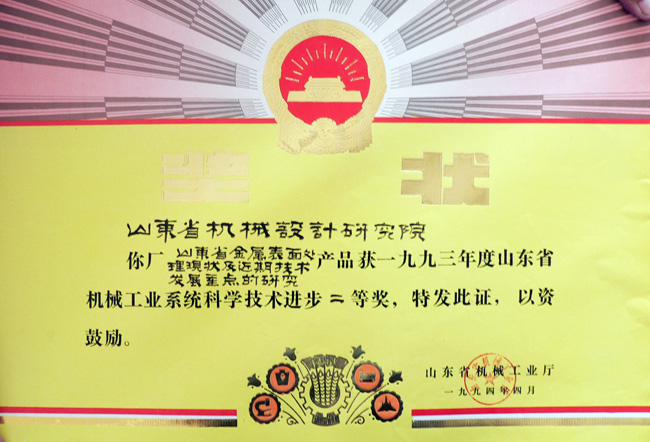 奖状
山東省机械設計研究院
你厂山東省金属表面处理現状及近期技术发展重点的研究产品获一九九三年度山东省
机械工业系统科学技术进步二等奖，特发此证，以资
鼓励。
山东省机械工业厅
一九九四年四月